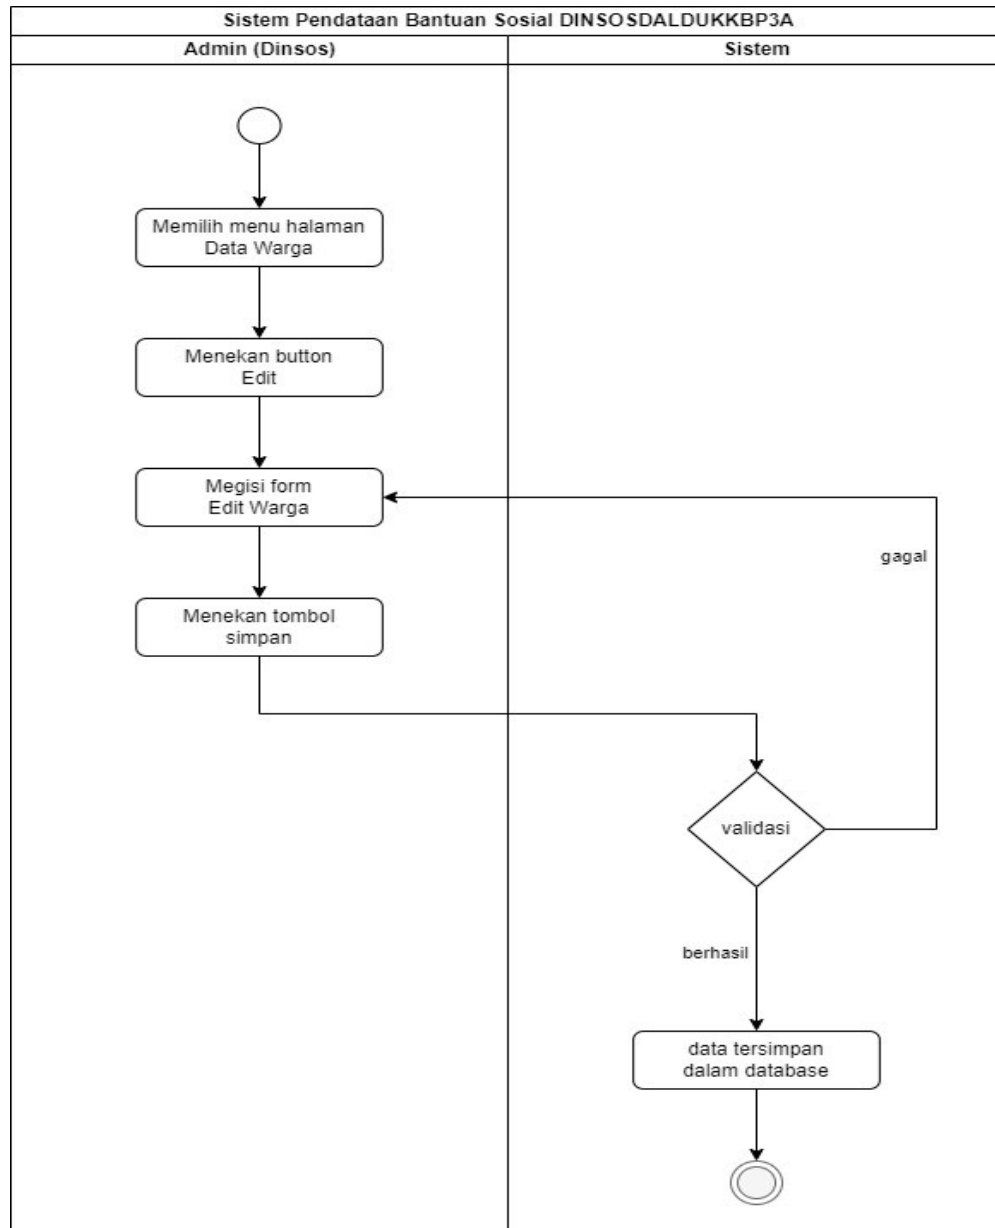 Sistem Pendataan Bantuan Sosial DINSOSDALDUKKBP3A
Admin (Dinsos)
Sistem
Memilih menu halaman
Data Warga
Menekan button
Edit
Megisi form
Edit Warga
gagal
Menekan tombol
simpan
validasi
berhasil
data tersimpan
dalam database